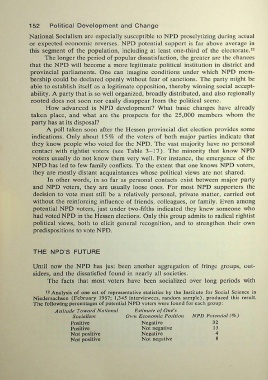 152 Political Development and Change
National Socialism are especially susceptible to NPD proselyzing during actual
or expected economic reverses. NPD potential support is far above average in
this segment of the population, including at least one-third of the electorate.
The longer the period of popular dissatisfaction, the greater are the chances
that the NPD will become a more legitimate political institution in district and
provincial parliaments. One can imagine conditions under which NPD mem-
bership could be declared openly without fear of sanctions. The party might be
able to establish itself as a legitimate opposition, thereby winning social accept-
ability. A party that is so well organized, broadly distributed, and also regionally
rooted does not soon nor easily disappear from the political scene.
How advanced is NPD development? What basic changes have already
taken place, and what are the prospects for the 25,000 members whom the
party has at its disposal?
A poll taken soon after the Hessen provincial diet election provides some
indications. Only about 15% of the voters of both major parties indicate that
they know people who voted for the NPD. The vast majority have no personal
contact with rightist voters (see Table 3–17). The minority that know NPD
voters usually do not know them very well. For instance, the emergence of the
NPD has led to few family conflicts. To the extent that one knows NPD voters,
they are mostly distant acquaintances whose political views are not shared.
In other words, in so far as personal contacts exist between major party
and NPD voters, they are usually loose ones. For most NPD supporters the
decision to vote must still be a relatively personal, private matter, carried out
without the reinforcing influence of friends, colleagues, or family. Even among
potential NPD voters, just under two-fifths indicated they knew someone who
had voted NPD in the Hessen elections. Only this group admits to radical rightist
political views, both to elicit general recognition, and to strengthen their own
predispositions to vote NPD.
THE NPD'S FUTURE
Until now the NPD has just been another aggregation of fringe groups, out-
siders, and the dissatisfied found in nearly all societies.
The facts that most voters have been socialized over long periods with
Analysis of one set of representative statistics by the Institute for Social Science in
Niedersachsen (February 1967; 1,345 interviewees, random sample), produced this result.
The following percentages of potential NPD voters were found for each group:
Attitude Toward National Estimate of One's
Socialism Own Economic Position NPD Potential (%)
Positive Negative 32
Positive Not negative 13
Not positive Negative
Not positive Not negative